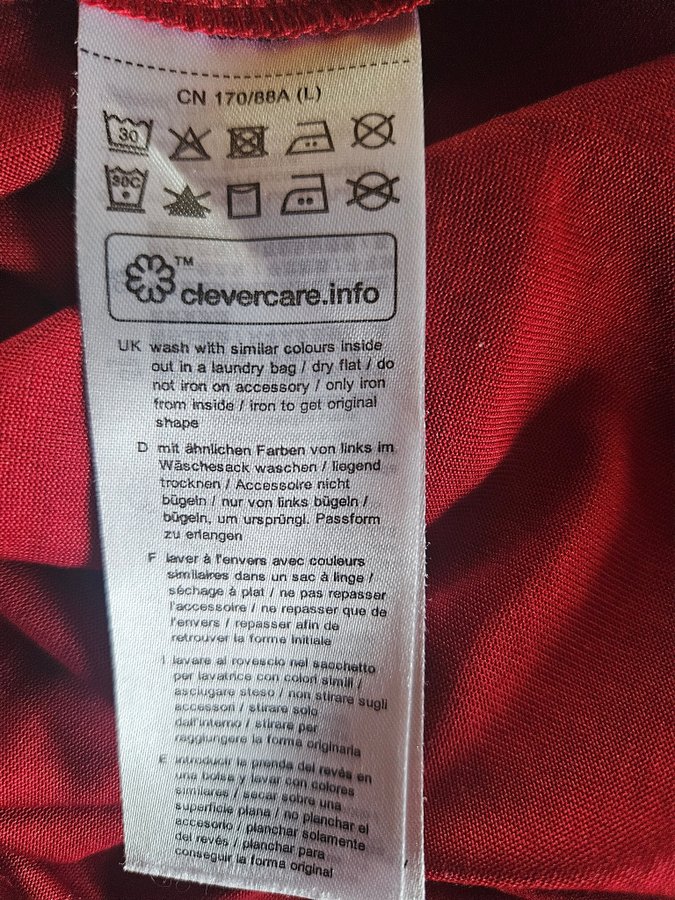 CN 170/88A (L)
30
30C
™
clevercare.info
UK wash with similar colours inside
out in a laundry bag / dry flat / do
not iron on accessory / only iron
from inside / iron to get original
shape
D mit ähnlichen Farben von links im
Wäschesack waschen / liegend
trocknen / Accessoire nicht
bügeln / nur von links bügeln /
bügeln, um ursprüngl. Passform
zu erlangen
F laver à l'envers avec couleurs
similaires dans un sac à linge /
séchage à plat / ne pas repasser
l'accessoire / ne repasser que de
l'envers / repasser afin de
retrouver la forme initiale
I lavare al rovescio nel sacchetto
per lavatrice con colori simili /
asciugare steso / non stirare sugli
accessori / stirare solo
dall'interno / stirare per
raggiungere la forma originaria
E introducir la prenda del revés en
una bolsa y lavar con colores
similares / secar sobre una
superficie plana / no planchar el
accesorio / planchar solamente
del revés / planchar para
conseguir la forma original